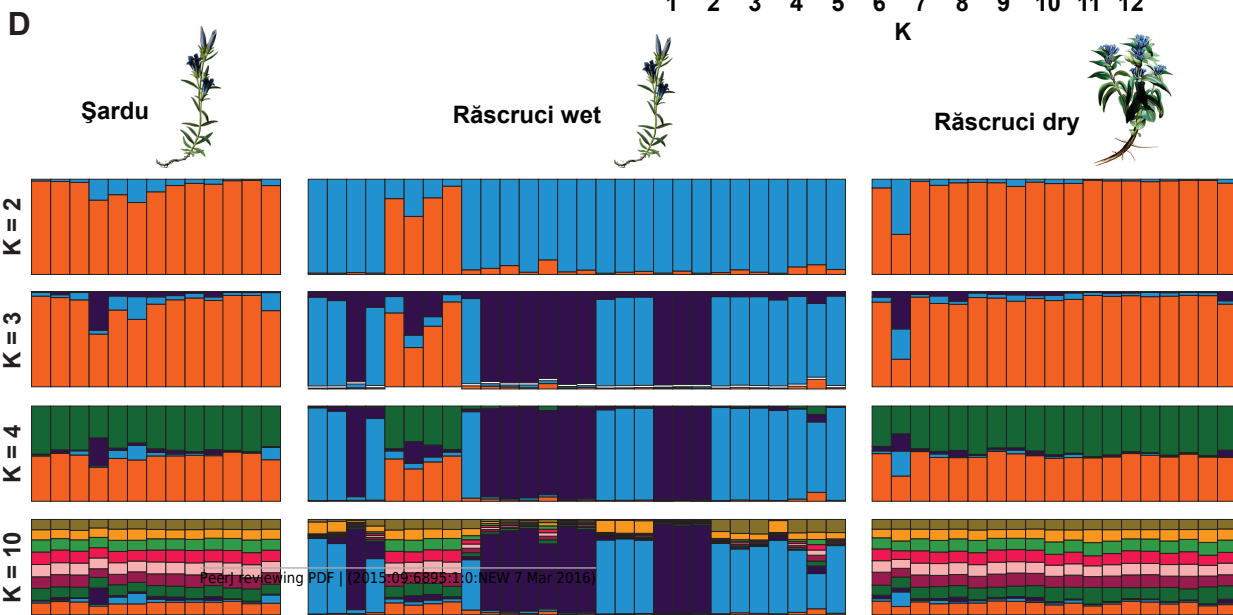 1 2 3 4 5 6 7 8 9 10 11 12
D
K
Şardu
Răscruci wet
Răscruci dry
K = 2
K = 3
K = 4
K = 10
PeerJ reviewing PDF | (2015:09:6895:1:0:NEW 7 Mar 2016)